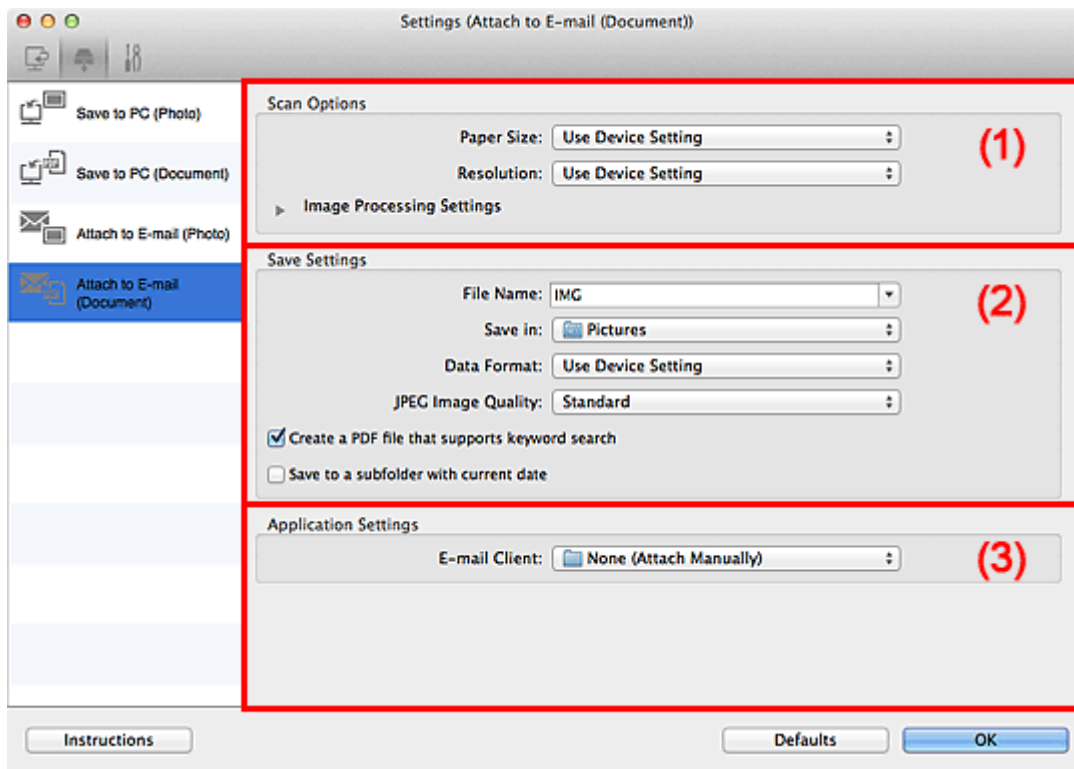 Settings (Attach to E-mail (Document))
Save to PC (Photo)
Save to PC (Document)
Attach to E-mail (Photo)
Attach to E-mail
(Document)
Scan Options
Paper Size: Use Device Setting
Resolution: Use Device Setting
Image Processing Settings
(1)
Save Settings
File Name: IMG
Save in: Pictures
Data Format: Use Device Setting
JPEG Image Quality: Standard
Create a PDF file that supports keyword search
Save to a subfolder with current date
(2)
Application Settings
E-mail Client: None (Attach Manually)
(3)
Instructions
Defaults
OK